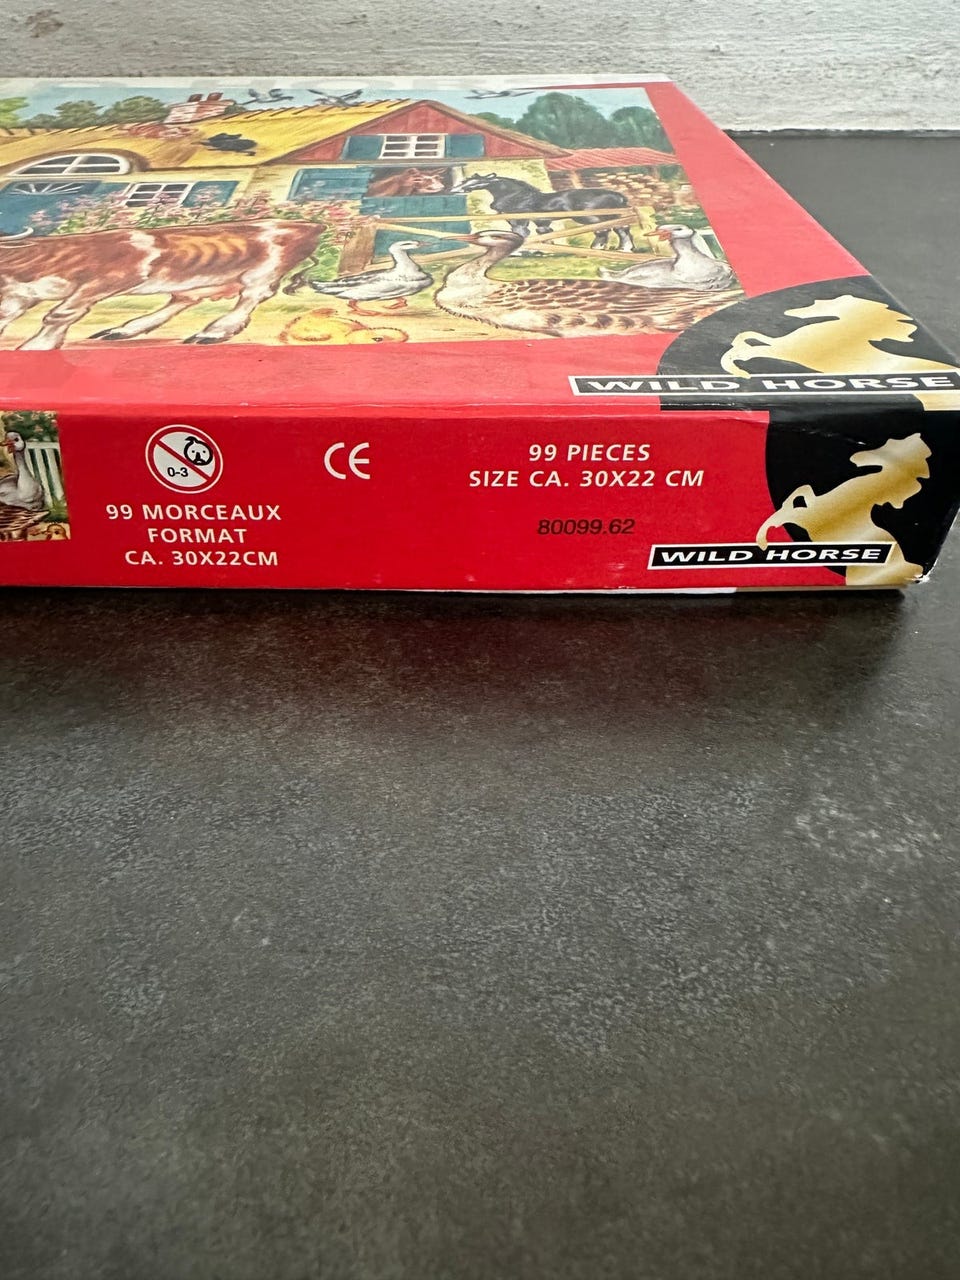 WILD HORSE
0-3
99 MORCEAUX
FORMAT
CA. 30X22CM
CE
99 PIECES
SIZE CA. 30X22 CM
80099.62
WILD HORSE